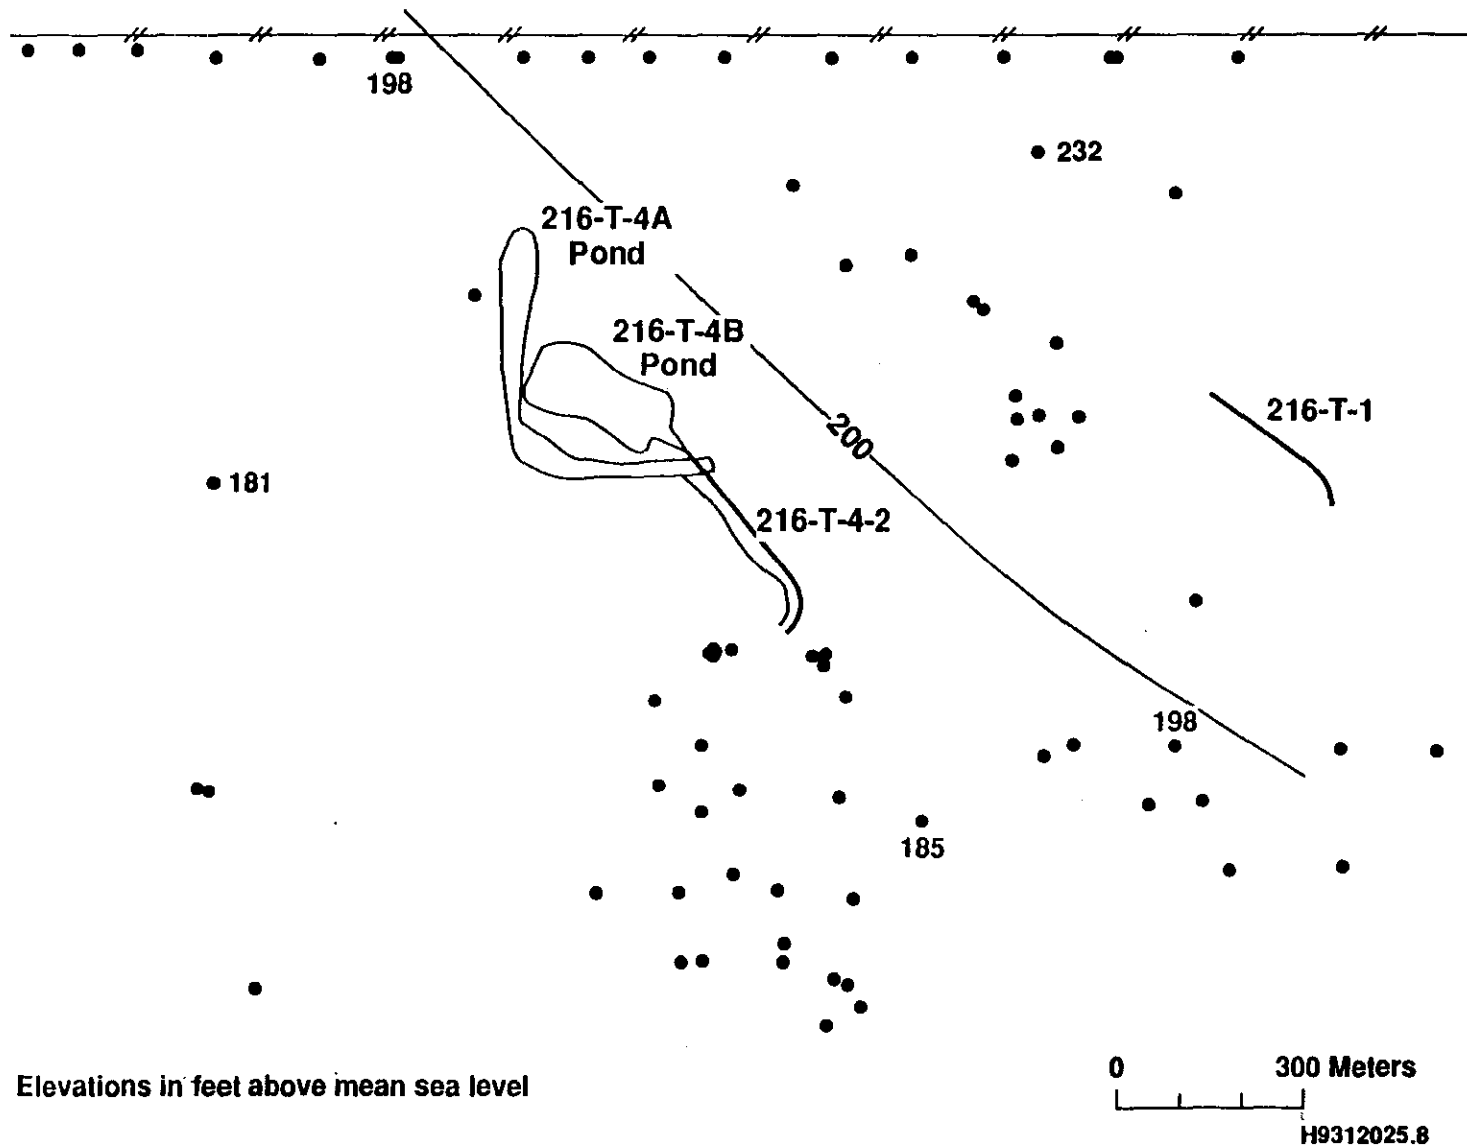 198
232
216-T-4A
Pond
216-T-4B
Pond
216-T-1
200
181
216-T-4-2
198
185
Elevations in feet above mean sea level
0 300 Meters
H9312025.8